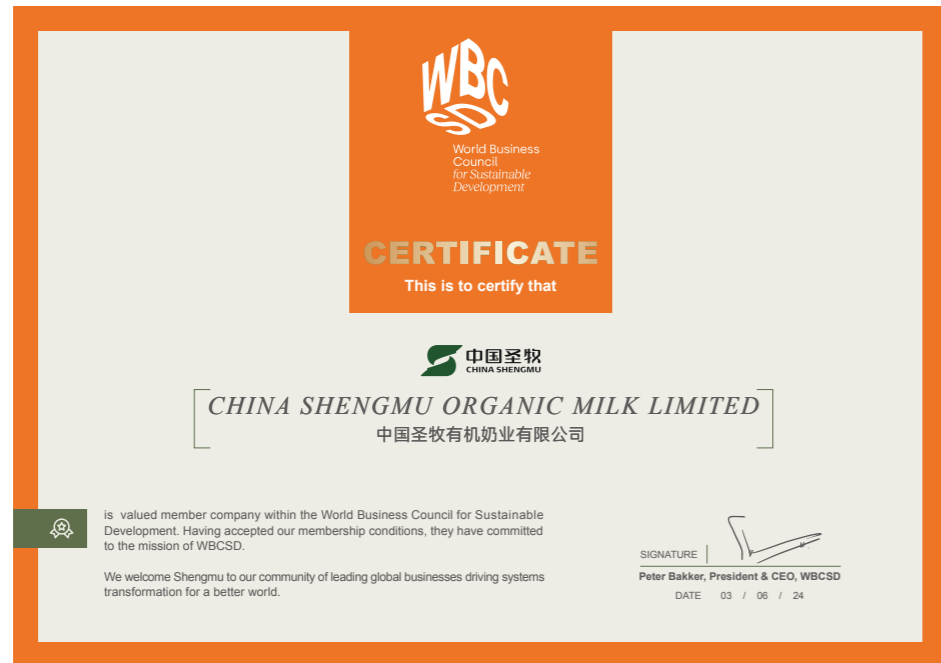 WBC
SD
World Business
Council
for Sustainable
Development
CERTIFICATE
This is to certify that
中国圣牧
CHINA SHENGMU
CHINA SHENGMU ORGANIC MILK LIMITED
中国圣牧有机奶业有限公司
is valued member company within the World Business Council for Sustainable
Development. Having accepted our membership conditions, they have committed
to the mission of WBCSD.
We welcome Shengmu to our community of leading global businesses driving systems
transformation for a better world.
SIGNATURE
Peter Bakker, President & CEO, WBCSD
DATE 03 / 06 / 24